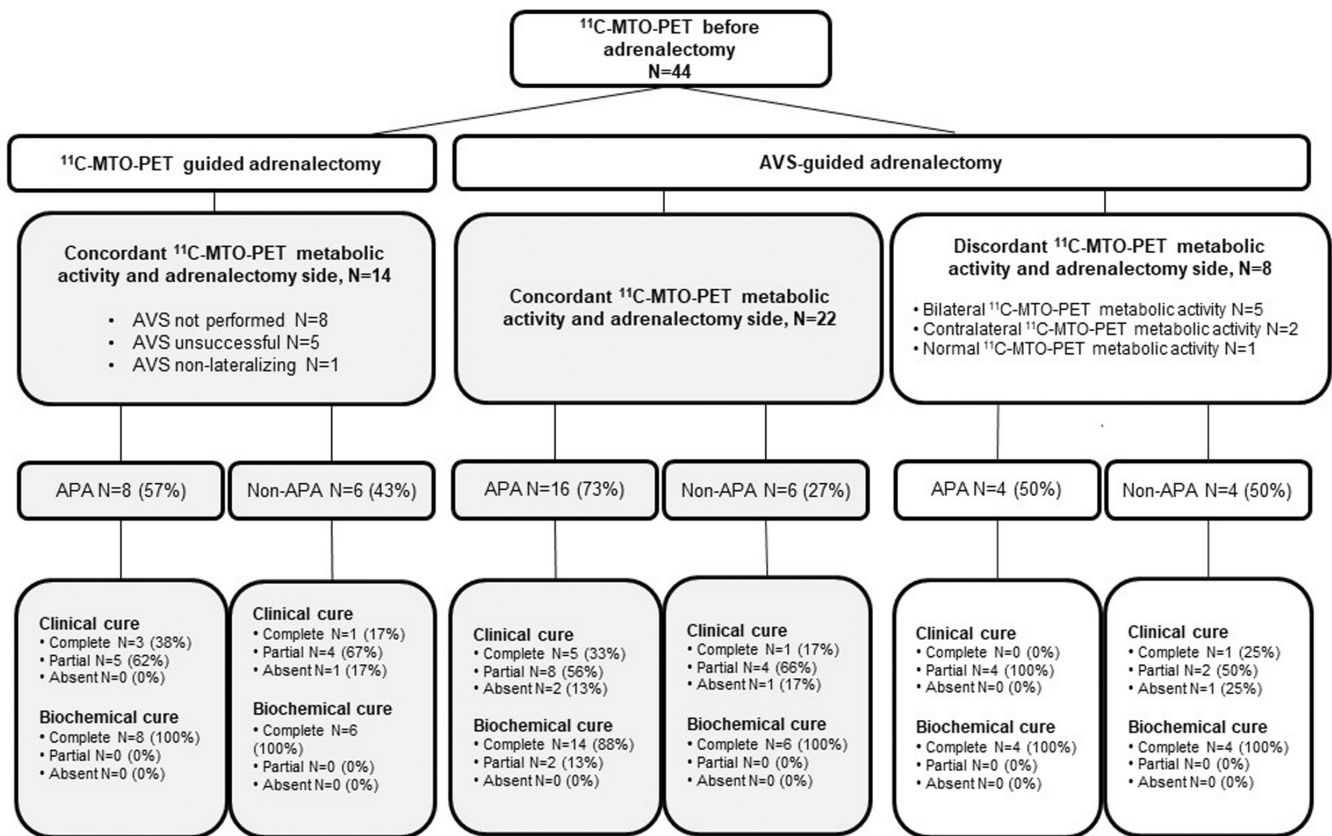 ¹¹C-MTO-PET before
adrenalectomy
N=44
¹¹C-MTO-PET guided adrenalectomy
AVS-guided adrenalectomy
Concordant ¹¹C-MTO-PET metabolic
activity and adrenalectomy side, N=14
• AVS not performed N=8
• AVS unsuccessful N=5
• AVS non-lateralizing N=1
Concordant ¹¹C-MTO-PET metabolic
activity and adrenalectomy side, N=22
Discordant ¹¹C-MTO-PET metabolic
activity and adrenalectomy side, N=8
• Bilateral ¹¹C-MTO-PET metabolic activity N=5
• Contralateral ¹¹C-MTO-PET metabolic activity N=2
• Normal ¹¹C-MTO-PET metabolic activity N=1
APA N=8 (57%)
Non-APA N=6 (43%)
APA N=16 (73%)
Non-APA N=6 (27%)
APA N=4 (50%)
Non-APA N=4 (50%)
Clinical cure
• Complete N=3 (38%)
• Partial N=5 (62%)
• Absent N=0 (0%)
Biochemical cure
• Complete N=8 (100%)
• Partial N=0 (0%)
• Absent N=0 (0%)
Clinical cure
• Complete N=1 (17%)
• Partial N=4 (67%)
• Absent N=1 (17%)
Biochemical cure
• Complete N=6
(100%)
• Partial N=0 (0%)
• Absent N=0 (0%)
Clinical cure
• Complete N=5 (33%)
• Partial N=8 (56%)
• Absent N=2 (13%)
Biochemical cure
• Complete N=14 (88%)
• Partial N=2 (13%)
• Absent N=0 (0%)
Clinical cure
• Complete N=1 (17%)
• Partial N=4 (66%)
• Absent N=1 (17%)
Biochemical cure
• Complete N=6 (100%)
• Partial N=0 (0%)
• Absent N=0 (0%)
Clinical cure
• Complete N=0 (0%)
• Partial N=4 (100%)
• Absent N=0 (0%)
Biochemical cure
• Complete N=4 (100%)
• Partial N=0 (0%)
• Absent N=0 (0%)
Clinical cure
• Complete N=1 (25%)
• Partial N=2 (50%)
• Absent N=1 (25%)
Biochemical cure
• Complete N=4 (100%)
• Partial N=0 (0%)
• Absent N=0 (0%)